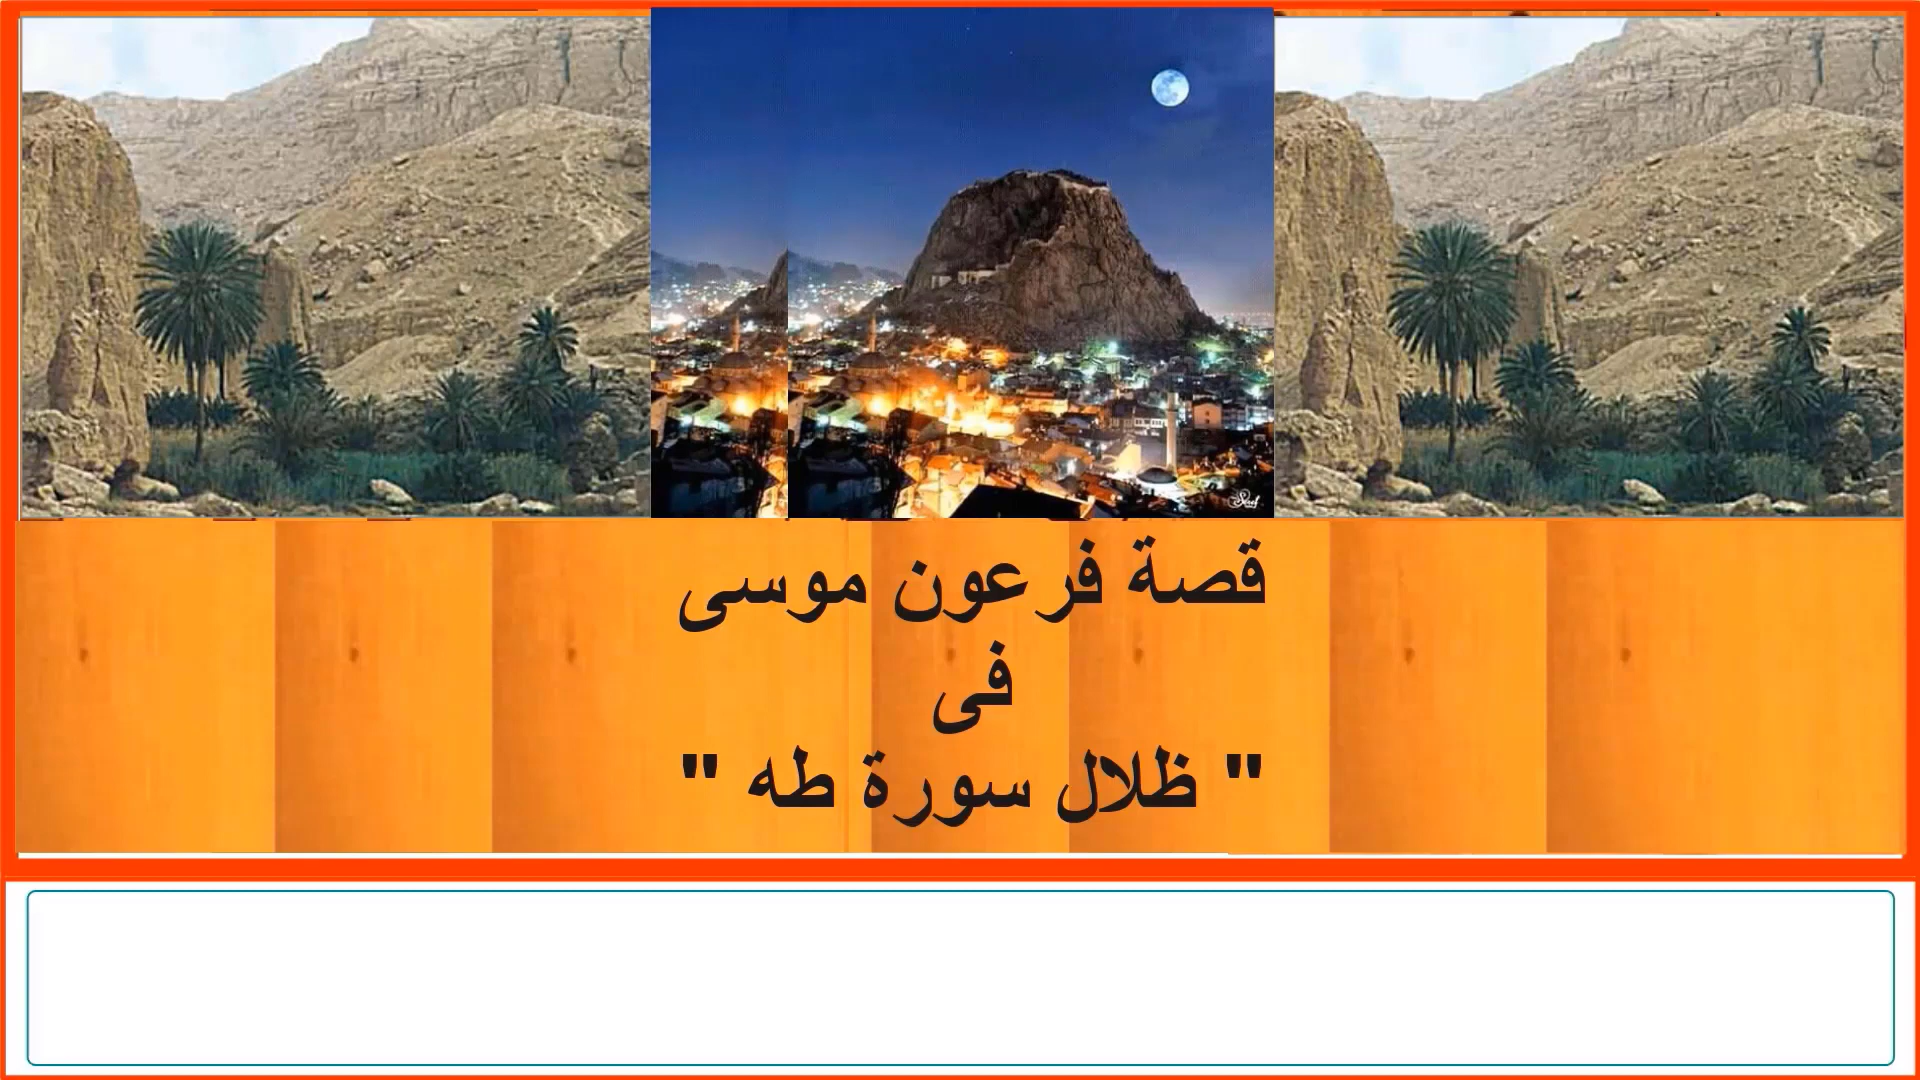 قصة فرعون موسى
فى
" ظلال سورة طه "